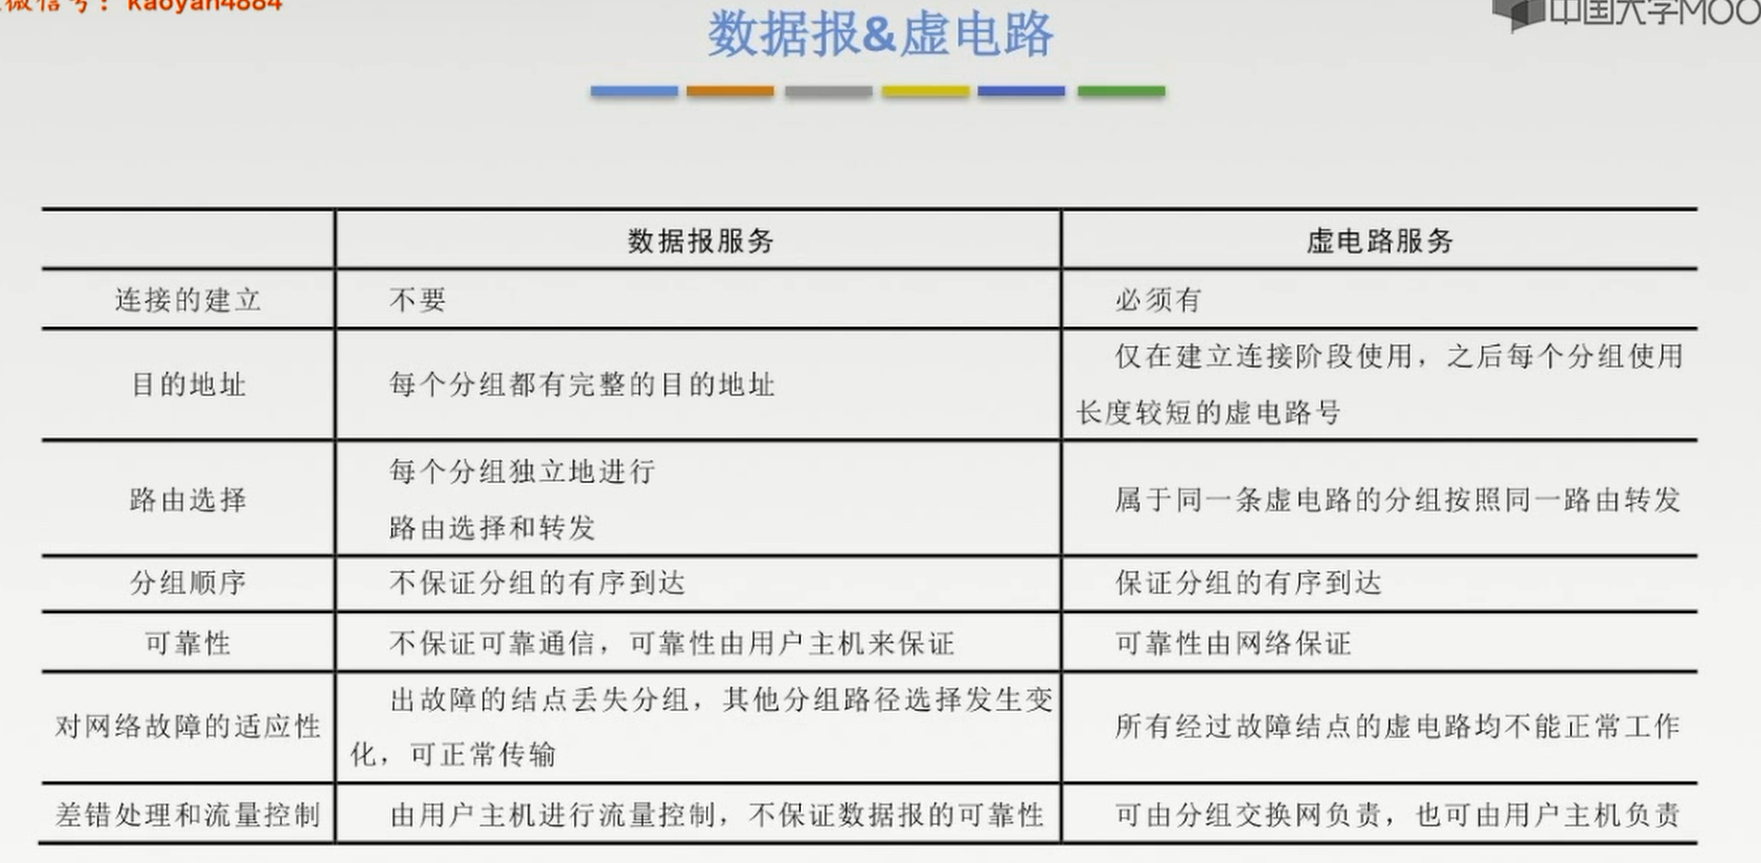 微信号：kaoyan4884
中国大学MOO
数据报&虚电路
数据报服务
虚电路服务
连接的建立
不要
必须有
目的地址
每个分组都有完整的目的地址
仅在建立连接阶段使用，之后每个分组使用
长度较短的虚电路号
路由选择
每个分组独立地进行
路由选择和转发
属于同一条虚电路的分组按照同一路由转发
分组顺序
不保证分组的有序到达
保证分组的有序到达
可靠性
不保证可靠通信，可靠性由用户主机来保证
可靠性由网络保证
对网络故障的适应性
出故障的结点丢失分组，其他分组路径选择发生变
化，可正常传输
所有经过故障结点的虚电路均不能正常工作
差错处理和流量控制
由用户主机进行流量控制，不保证数据报的可靠性
可由分组交换网负责，也可由用户主机负责